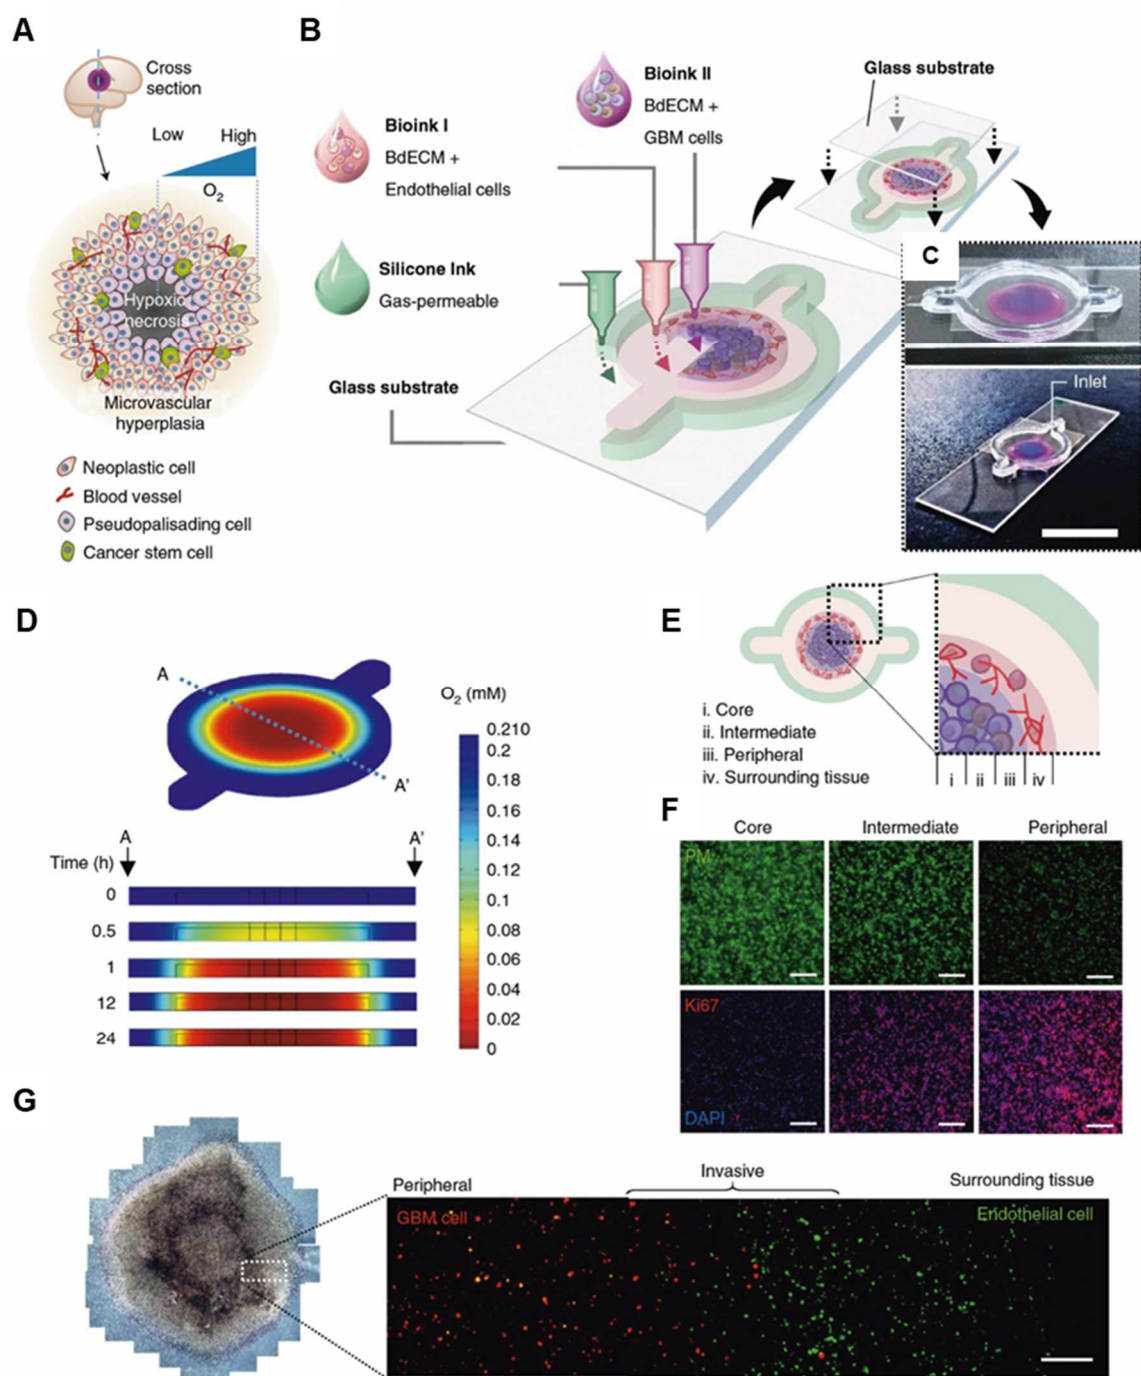 A
Cross
section
Low
High
O₂
Hypoxic
necrosis
Microvascular
hyperplasia
Neoplastic cell
Blood vessel
Pseudopalisading cell
Cancer stem cell
B
Bioink I
BdECM +
Endothelial cells
Silicone Ink
Gas-permeable
Bioink II
BdECM +
GBM cells
Glass substrate
Glass substrate
C
Inlet
D
A
A'
O₂ (mM)
0.210
0.2
0.18
0.16
0.14
0.12
0.1
0.08
0.06
0.04
0.02
0
A
A'
Time (h)
0
0.5
1
12
24
E
i. Core
ii. Intermediate
iii. Peripheral
iv. Surrounding tissue
i
ii
iii
iv
F
Core
Intermediate
Peripheral
PM
Ki67
DAPI
G
Peripheral
Invasive
Surrounding tissue
GBM cell
Endothelial cell